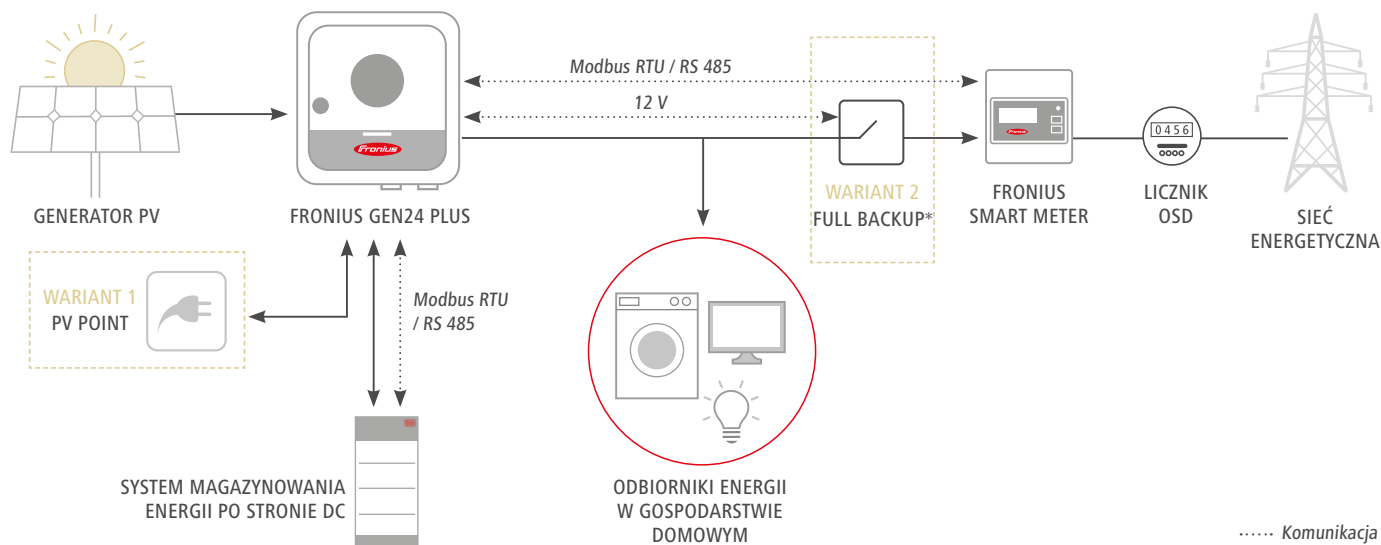 Modbus RTU / RS 485
12 V
Fronius
Fronius
0456
GENERATOR PV
FRONIUS GEN24 PLUS
WARIANT 2
FULL BACKUP*
FRONIUS
SMART METER
LICZNIK
OSD
SIEĆ
ENERGETYCZNA
WARIANT 1
PV POINT
Modbus RTU
/ RS 485
SYSTEM MAGAZYNOWANIA
ENERGII PO STRONIE DC
ODBIORNIKI ENERGII
W GOSPODARSTWIE
DOMOWYM
...... Komunikacja